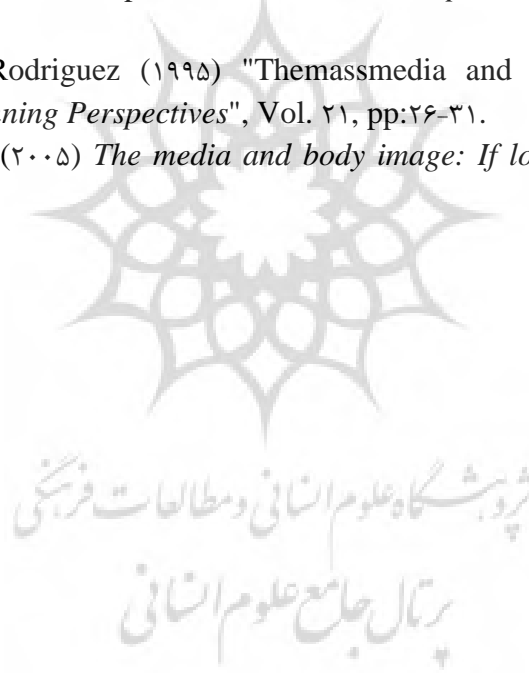 Rodriguez (۱۹۹۵) "Themassmedia and
ning Perspectives", Vol. ۲۱, pp:۲۶-۳۱.
(۲۰۰۵) The media and body image: If lo
پژوهشگاه علوم انسانی و مطالعات فرهنگی
پرتال جامع علوم انسانی